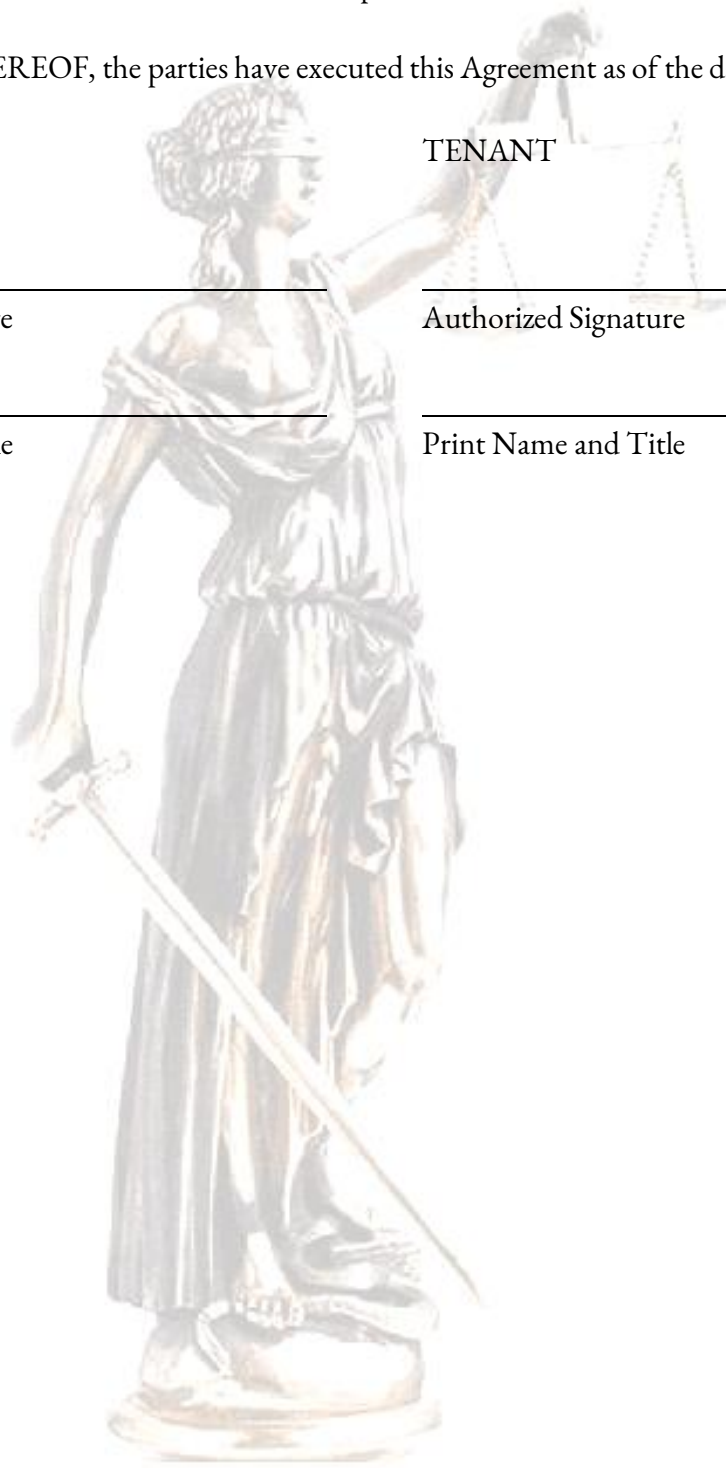 EREOF, the parties have executed this Agreement as of the d
TENANT
e Authorized Signature
e Print Name and Title